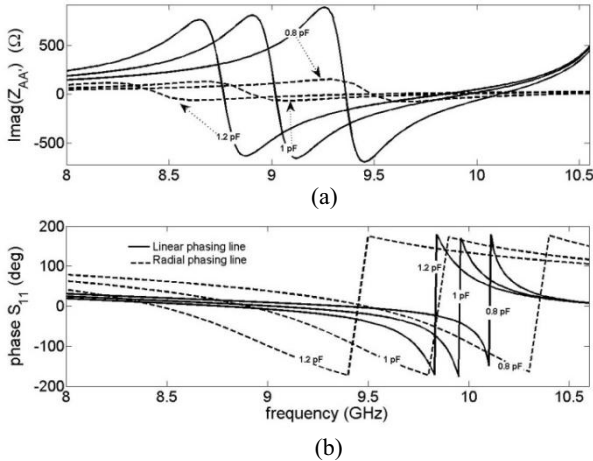 Imag(Z_AA') (Ω)
500
0
-500
0.8 pF
1.2 pF
1 pF
8 8.5 9 9.5 10 10.5
(a)
phase S_11 (deg)
200
100
0
-100
-200
Linear phasing line
Radial phasing line
1.2 pF
1 pF
0.8 pF
1.2 pF
1 pF
0.8 pF
8 8.5 9 9.5 10 10.5
frequency (GHz)
(b)